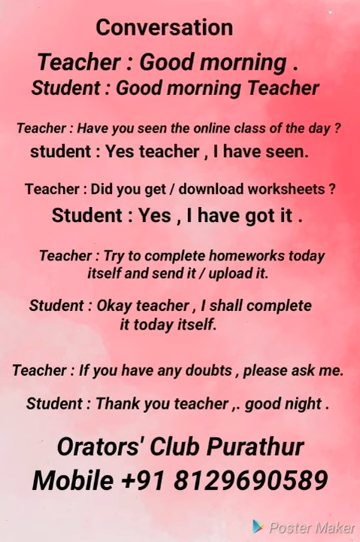 Conversation
Teacher : Good morning .
Student : Good morning Teacher
Teacher : Have you seen the online class of the day ?
student : Yes teacher , I have seen.
Teacher : Did you get / download worksheets ?
Student : Yes , I have got it .
Teacher : Try to complete homeworks today
itself and send it / upload it.
Student : Okay teacher , I shall complete
it today itself.
Teacher : If you have any doubts , please ask me.
Student : Thank you teacher ,. good night .
Orators' Club Purathur
Mobile +91 8129690589
Poster Maker